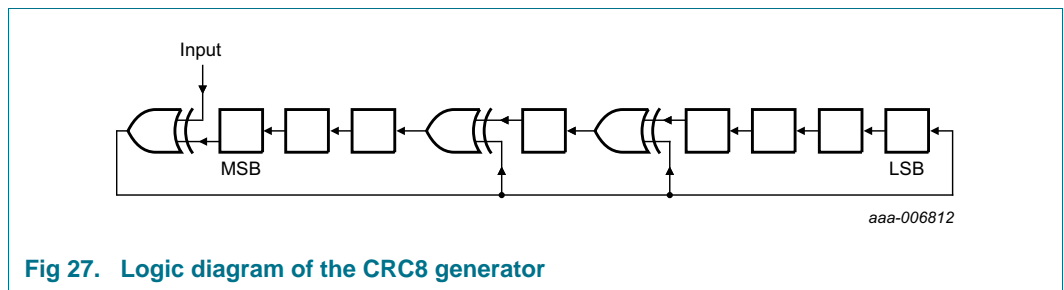 Input
MSB
LSB
aaa-006812
Fig 27. Logic diagram of the CRC8 generator